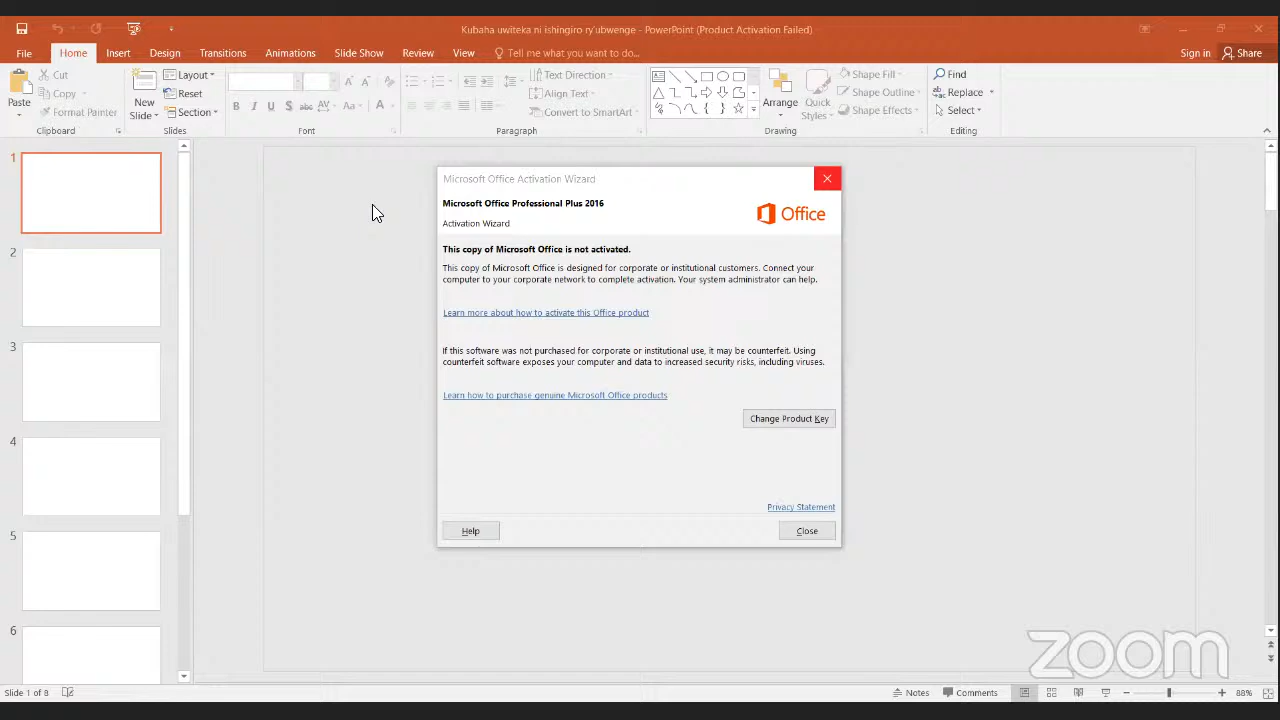 Kubaha uwiteka ni ishingiro ry'ubwenge - PowerPoint (Product Activation Failed)
File Home Insert Design Transitions Animations Slide Show Review View Tell me what you want to do... Sign in Share
Cut
Copy
Format Painter
Paste
Clipboard
New
Slide
Layout
Reset
Section
Slides
B I U S abc AV Aa A
Font
Text Direction
Align Text
Convert to SmartArt
Paragraph
Arrange
Quick
Styles
Shape Fill
Shape Outline
Shape Effects
Drawing
Find
Replace
Select
Editing
1
2
3
4
5
6
Microsoft Office Activation Wizard
Microsoft Office Professional Plus 2016
Activation Wizard
Office
This copy of Microsoft Office is not activated.
This copy of Microsoft Office is designed for corporate or institutional customers. Connect your
computer to your corporate network to complete activation. Your system administrator can help.
Learn more about how to activate this Office product
If this software was not purchased for corporate or institutional use, it may be counterfeit. Using
counterfeit software exposes your computer and data to increased security risks, including viruses.
Learn how to purchase genuine Microsoft Office products
Change Product Key
Privacy Statement
Help
Close
zoom
Slide 1 of 8
Notes
Comments
88%